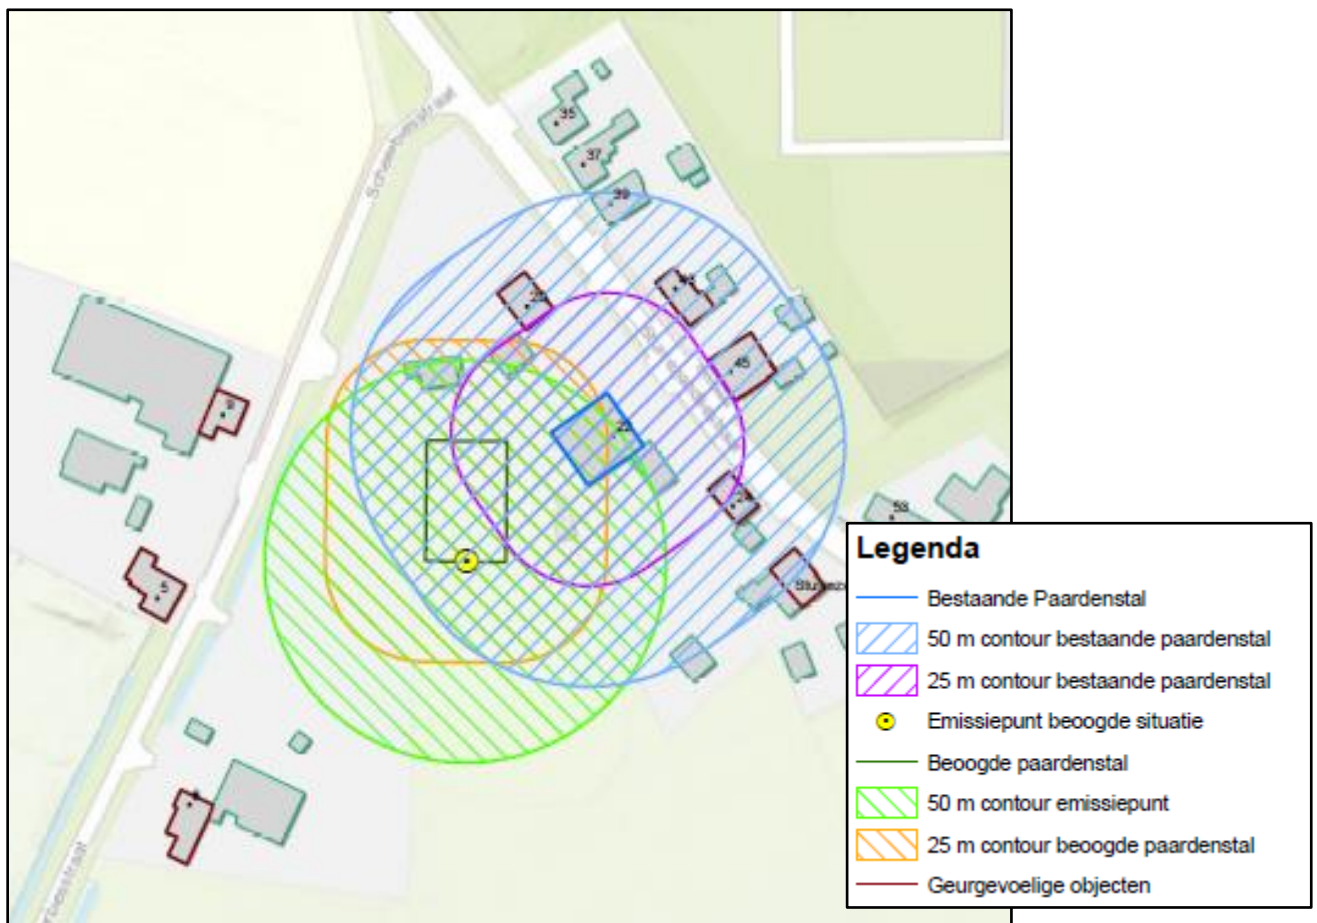 35
37
39
45
22
53
5
Legenda
Bestaande Paardenstal
50 m contour bestaande paardenstal
25 m contour bestaande paardenstal
Emissiepunt beoogde situatie
Beoogde paardenstal
50 m contour emissiepunt
25 m contour beoogde paardenstal
Geurgevoelige objecten